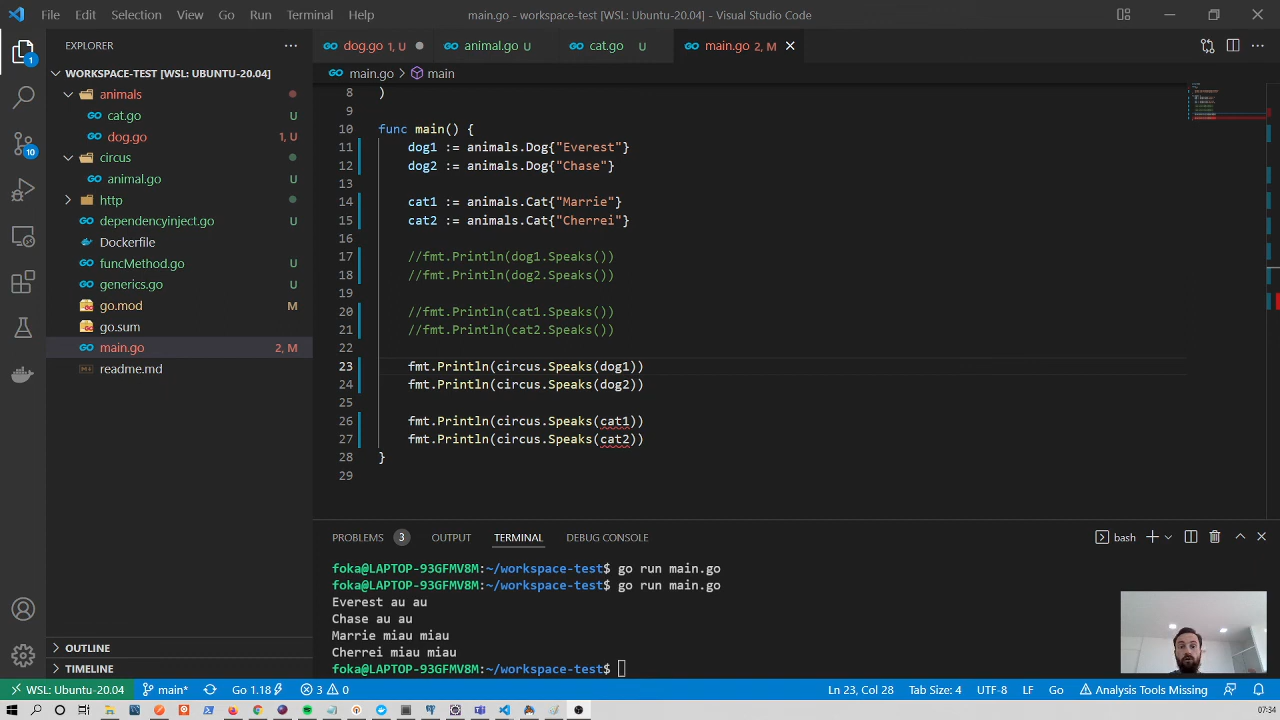 File Edit Selection View Go Run Terminal Help
main.go - workspace-test [WSL: Ubuntu-20.04] - Visual Studio Code
EXPLORER
WORKSPACE-TEST [WSL: UBUNTU-20.04]
animals
cat.go U
dog.go 1, U
circus
animal.go U
http
dependencyinject.go U
Dockerfile
funcMethod.go U
generics.go U
go.mod M
go.sum
main.go 2, M
readme.md
OUTLINE
TIMELINE
1
10
dog.go 1, U
animal.go U
cat.go U
main.go 2, M
main.go > main
8 )
9
10 func main() {
11 dog1 := animals.Dog{"Everest"}
12 dog2 := animals.Dog{"Chase"}
13
14 cat1 := animals.Cat{"Marrie"}
15 cat2 := animals.Cat{"Cherrei"}
16
17 //fmt.Println(dog1.Speaks())
18 //fmt.Println(dog2.Speaks())
19
20 //fmt.Println(cat1.Speaks())
21 //fmt.Println(cat2.Speaks())
22
23 fmt.Println(circus.Speaks(dog1))
24 fmt.Println(circus.Speaks(dog2))
25
26 fmt.Println(circus.Speaks(cat1))
27 fmt.Println(circus.Speaks(cat2))
28 }
29
PROBLEMS 3 OUTPUT TERMINAL DEBUG CONSOLE
bash
foka@LAPTOP-93GFMV8M:~/workspace-test$ go run main.go
foka@LAPTOP-93GFMV8M:~/workspace-test$ go run main.go
Everest au au
Chase au au
Marrie miau miau
Cherrei miau miau
foka@LAPTOP-93GFMV8M:~/workspace-test$
WSL: Ubuntu-20.04 main* Go 1.18 3 0 Ln 23, Col 28 Tab Size: 4 UTF-8 LF Go Analysis Tools Missing
07:34